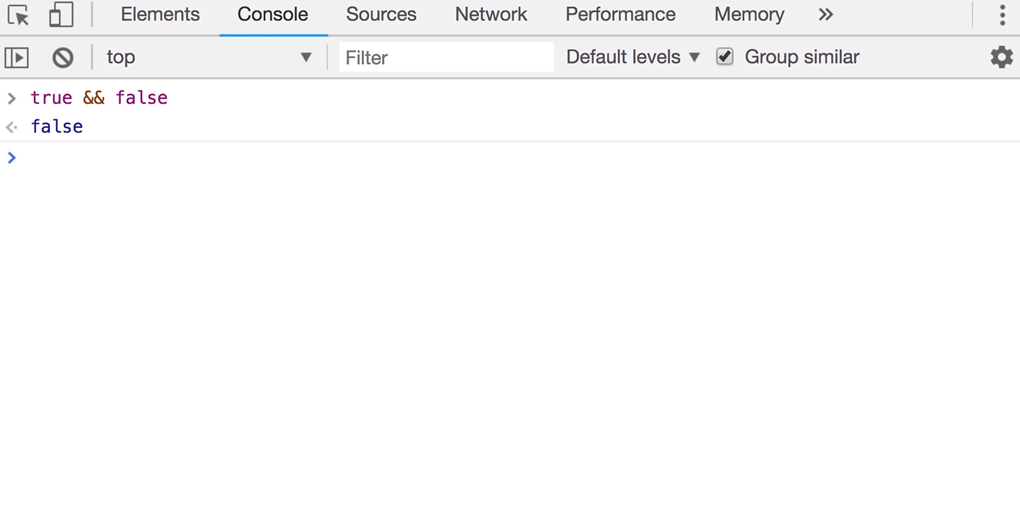 Elements Console Sources Network Performance Memory »
top ▼ Filter Default levels ▼ Group similar
> true && false
false
>